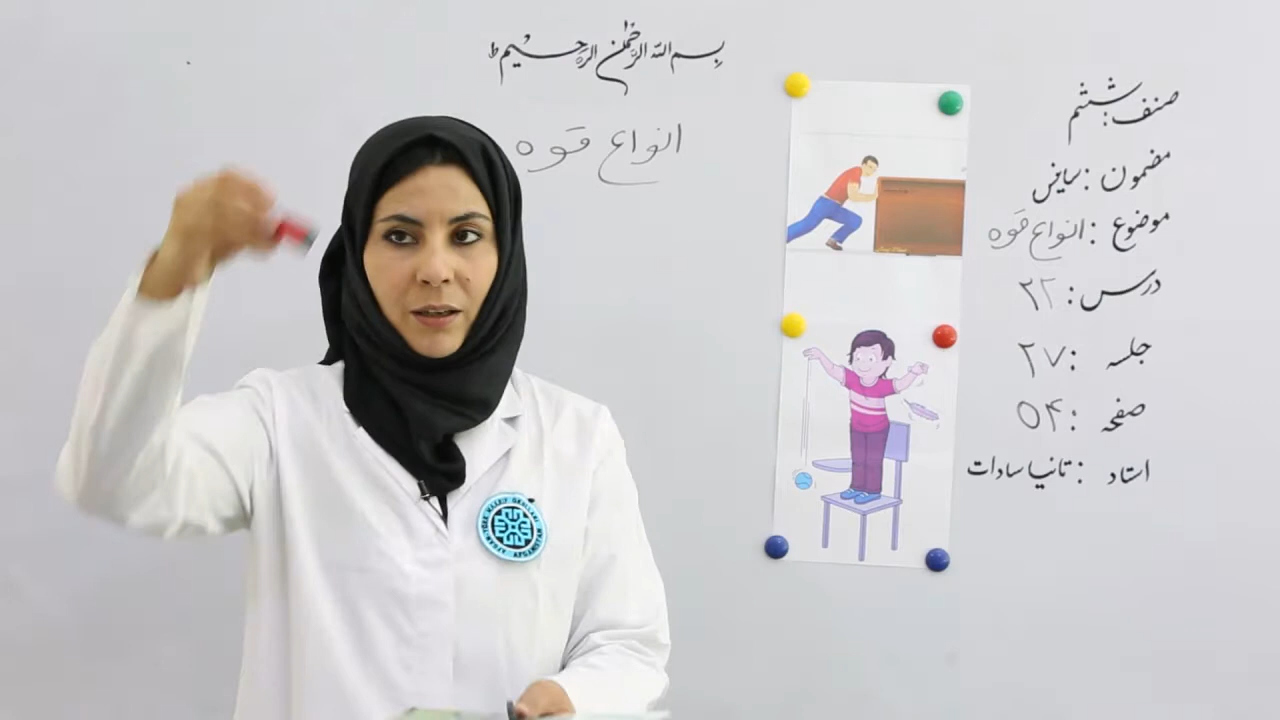 بسم الله الرحمن الرحیم ط
انواع قوه
صنف: ششم
مضمون: ساینس
موضوع: انواع قوه
درس: ۲۲
جلسه: ۲۷
صفحه: ۵۴
استاد: تانیا سادات